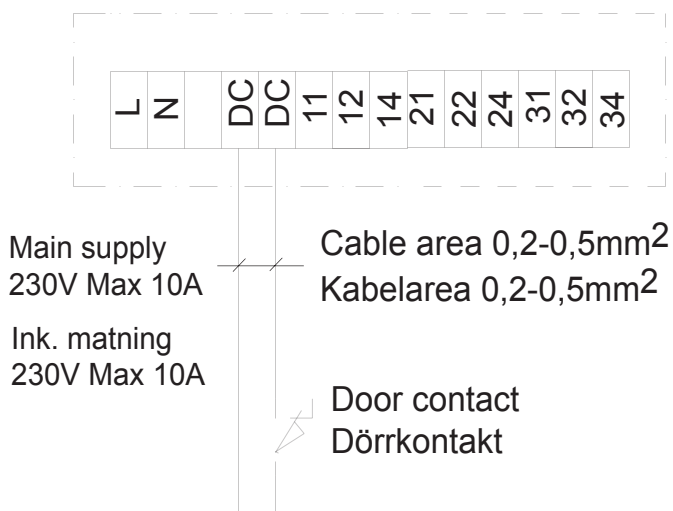 L N DC DC 11 12 14 21 22 24 31 32 34
Main supply
230V Max 10A
Cable area 0,2-0,5mm²
Kabelarea 0,2-0,5mm²
Ink. matning
230V Max 10A
Door contact
Dörrkontakt